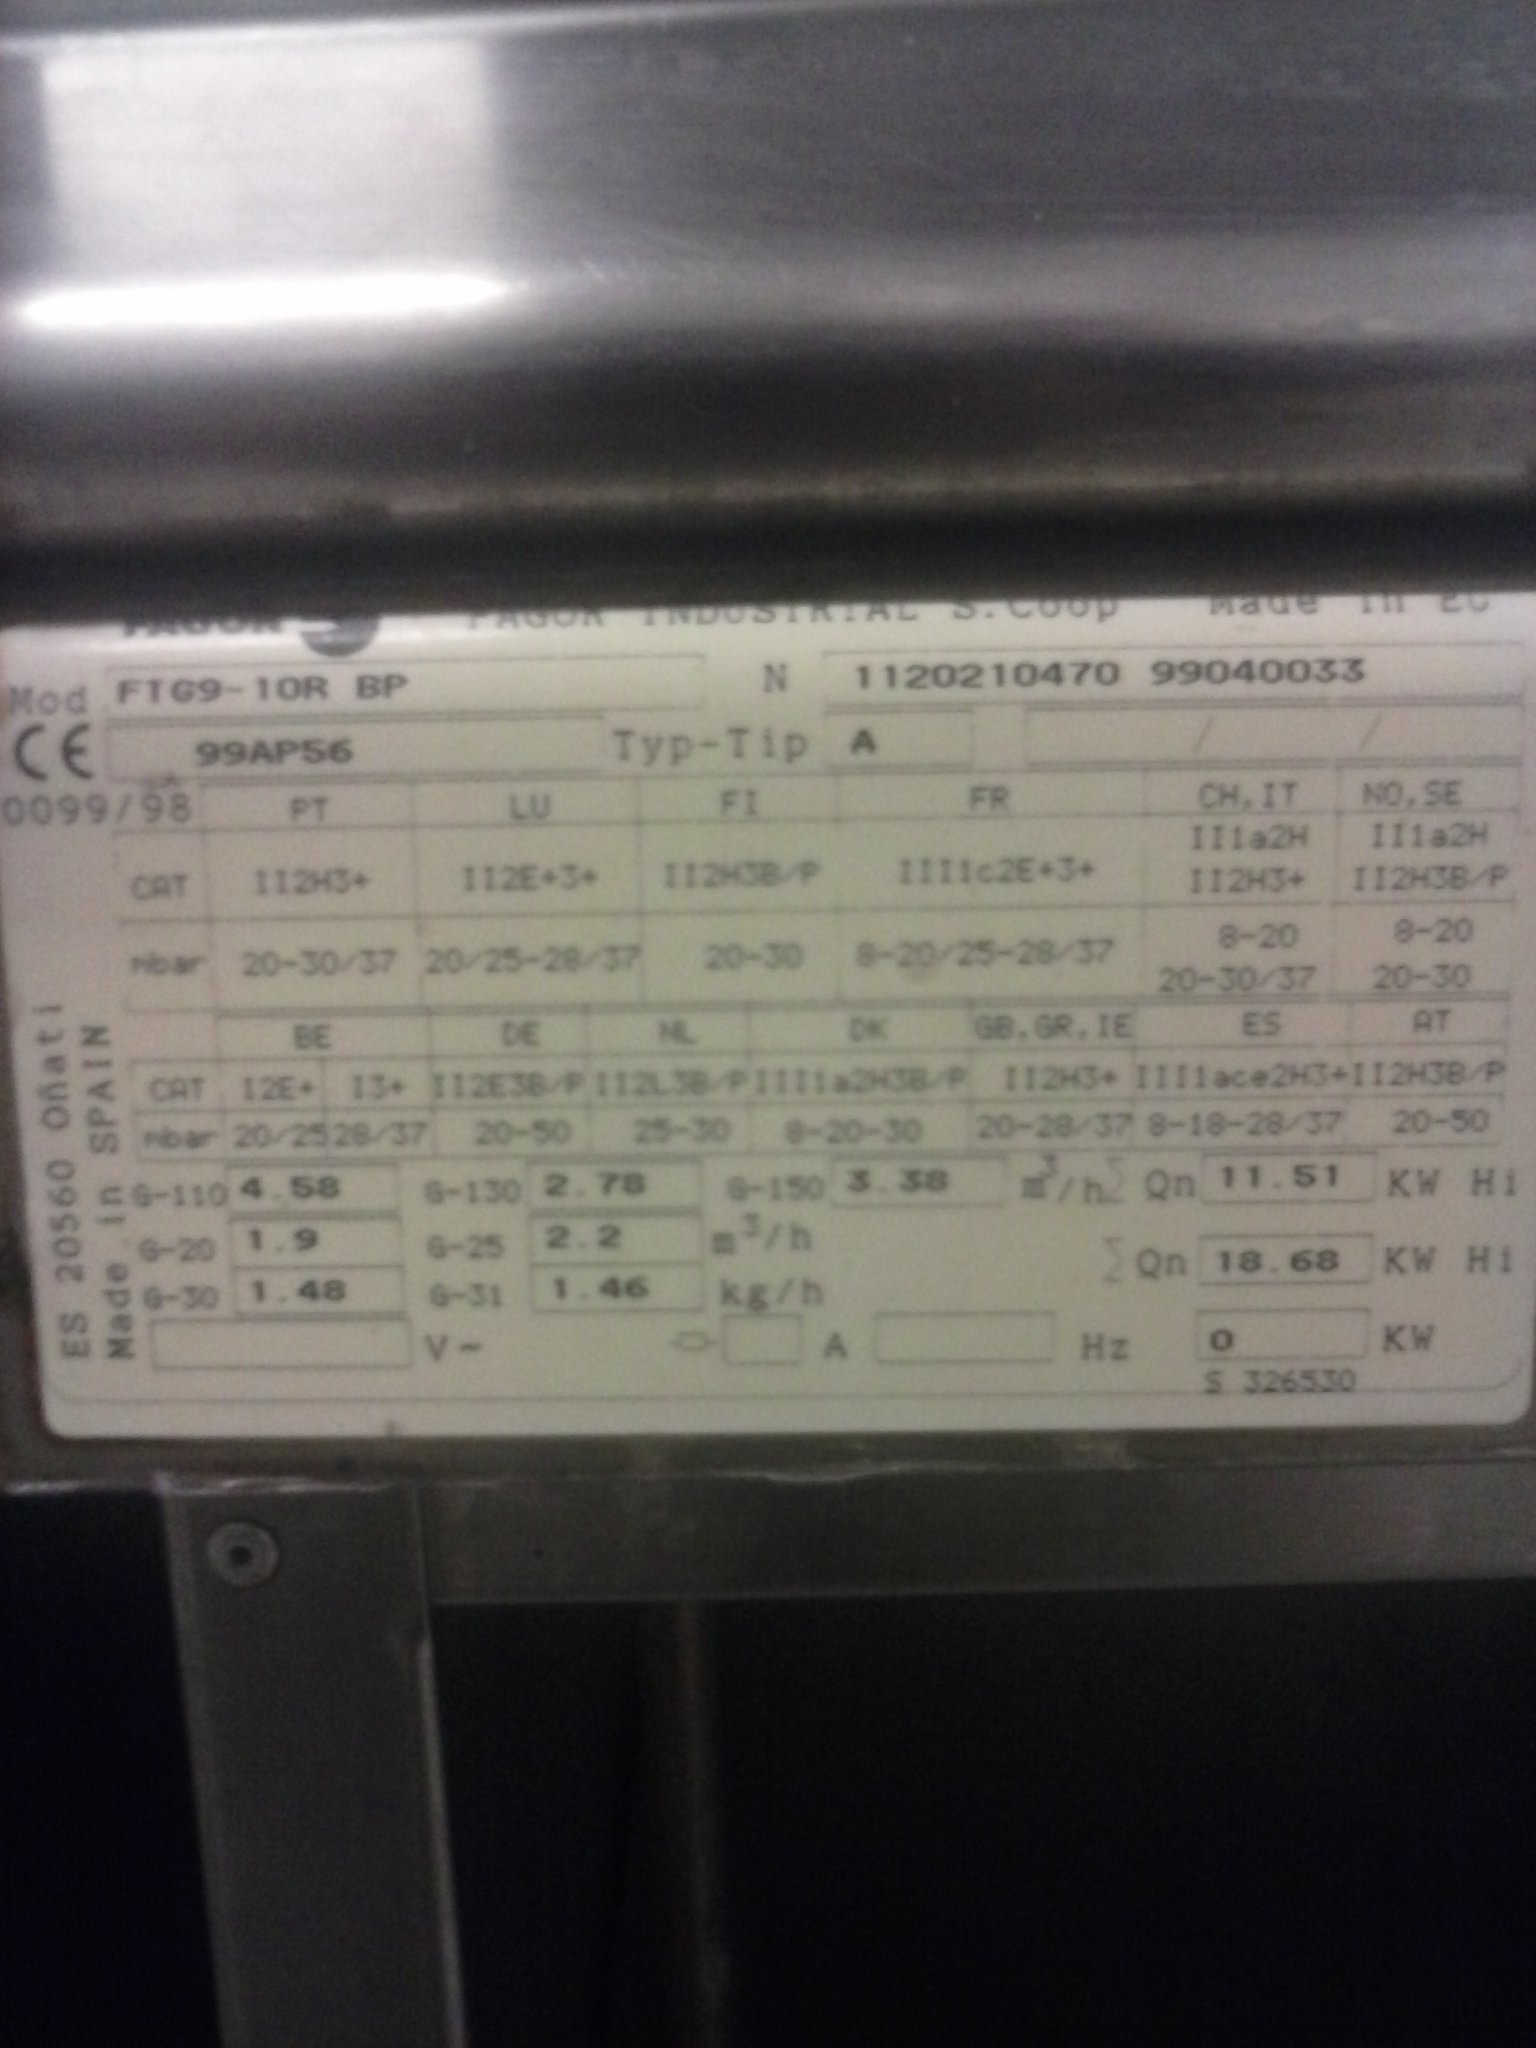 FAGOR FAGOR INDUSTRIAL S.Coop Made in EC
Mod FTG9-10R BP N 1120210470 99040033
CE 99AP56 Typ-Tip A / /
0099/98 PT LU FI FR CH,IT NO,SE
CAT II2H3+ II2E+3+ II2H3B/P III1c2E+3+ II1a2H II2H3+ II1a2H II2H3B/P
mbar 20-30/37 20/25-28/37 20-30 8-20/25-28/37 8-20 20-30/37 8-20 20-30
BE DE NL DK GB.GR.IE ES AT
CAT I2E+ I3+ II2E3B/P II2L3B/P III1a2H3B/P II2H3+ III1ace2H3+ II2H3B/P
mbar 20/25 28/37 20-50 25-30 8-20-30 20-28/37 8-18-28/37 20-50
G-110 4.58 G-130 2.78 G-150 3.38 m³/h ∑ Qn 11.51 KW Hi
G-20 1.9 G-25 2.2 m³/h ∑ Qn 18.68 KW Hi
G-30 1.48 G-31 1.46 kg/h
V~ A Hz 0 KW
S 326530
ES 20560 Oñati
Made in SPAIN